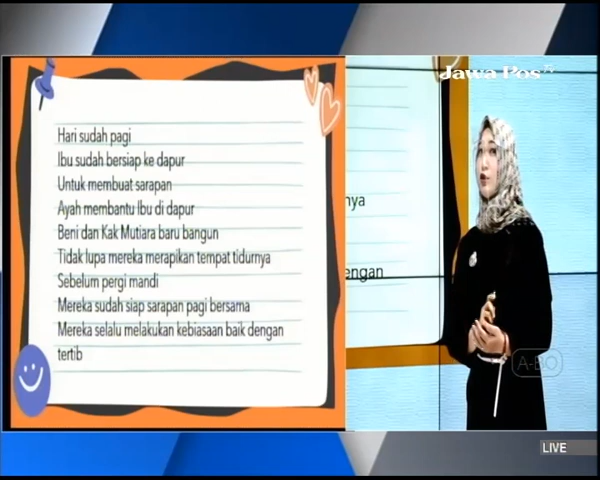 Jawa Pos TV
Hari sudah pagi
Ibu sudah bersiap ke dapur
Untuk membuat sarapan
Ayah membantu Ibu di dapur
Beni dan Kak Mutiara baru bangun
Tidak lupa mereka merapikan tempat tidurnya
Sebelum pergi mandi
Mereka sudah siap sarapan pagi bersama
Mereka selalu melakukan kebiasaan baik dengan
tertib
nya
engan
A-BO
LIVE